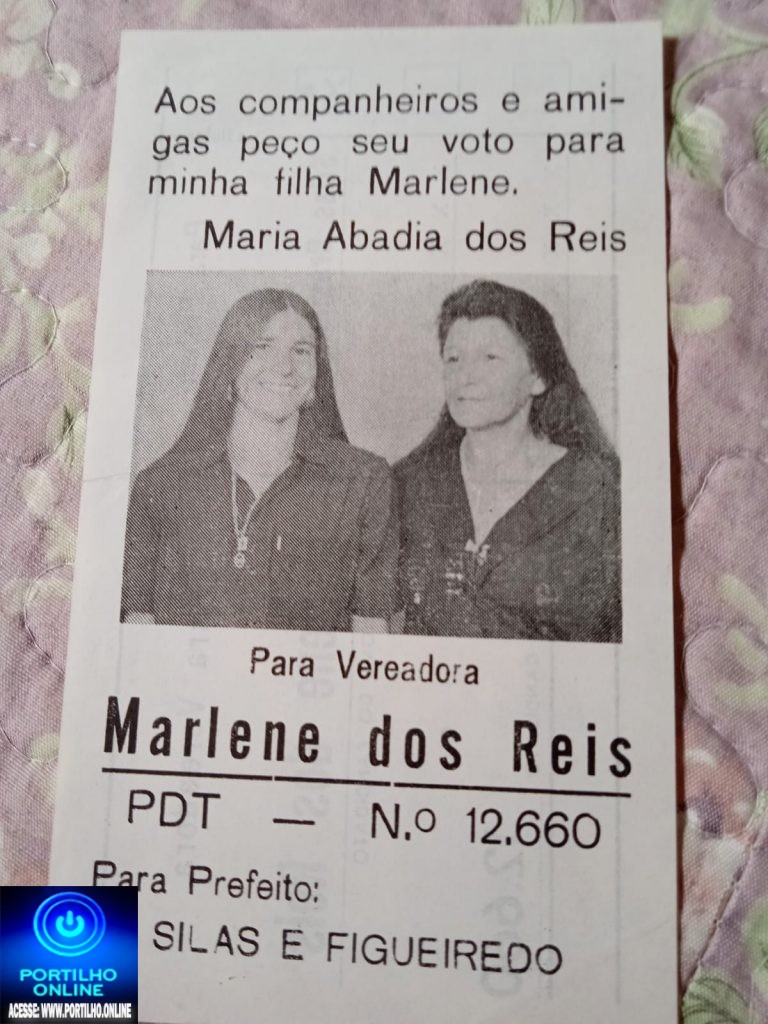 Aos companheiros e ami-
gas peço seu voto para
minha filha Marlene.
Maria Abadia dos Reis
Para Vereadora
Marlene dos Reis
PDT — N.º 12.660
Para Prefeito:
SILAS E FIGUEIREDO
PORTILHO
ONLINE
ACESSE: WWW.PORTILHO.ONLINE